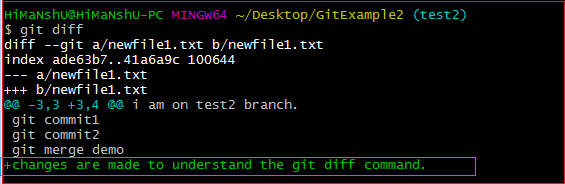 HiMaNshU@HiMaNshU-PC MINGW64 ~/Desktop/GitExample2 (test2)
$ git diff
diff --git a/newfile1.txt b/newfile1.txt
index ade63b7..41a6a9c 100644
--- a/newfile1.txt
+++ b/newfile1.txt
@@ -3,3 +3,4 @@ i am on test2 branch.
 git commit1
 git commit2
 git merge demo
+changes are made to understand the git diff command.